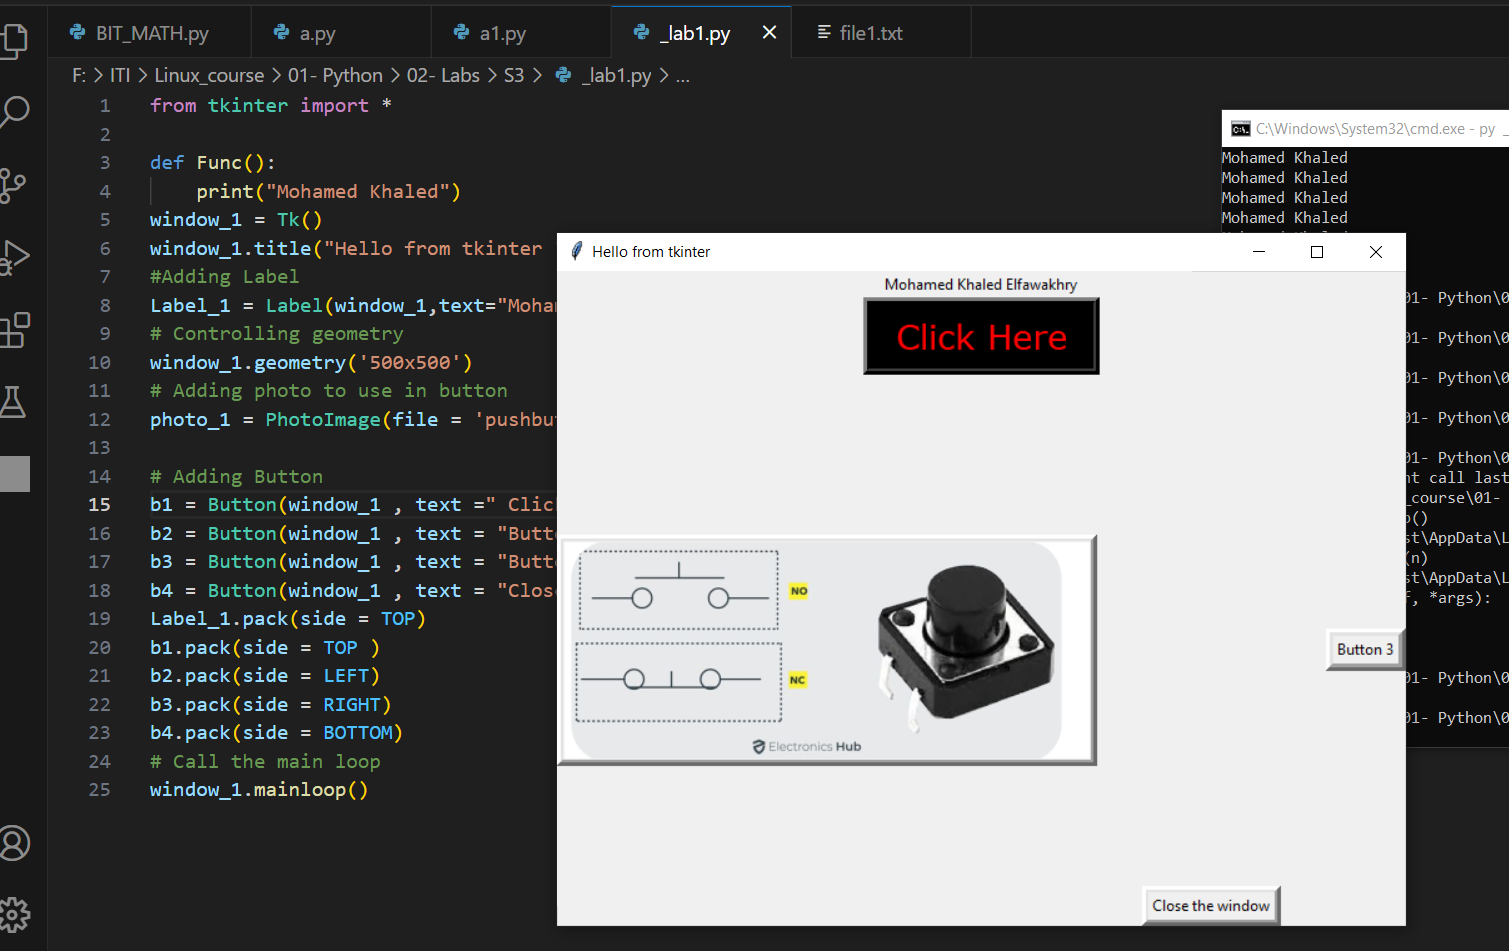 BIT_MATH.py
a.py
a1.py
_lab1.py
file1.txt
F: > ITI > Linux_course > 01- Python > 02- Labs > S3 > _lab1.py > ...
1 from tkinter import *
2
3 def Func():
4 print("Mohamed Khaled")
5 window_1 = Tk()
6 window_1.title("Hello from tkinter
7 #Adding Label
8 Label_1 = Label(window_1,text="Moha
9 # Controlling geometry
10 window_1.geometry('500x500')
11 # Adding photo to use in button
12 photo_1 = PhotoImage(file = 'pushbu
13
14 # Adding Button
15 b1 = Button(window_1 , text =" Clic
16 b2 = Button(window_1 , text = "Butt
17 b3 = Button(window_1 , text = "Butt
18 b4 = Button(window_1 , text = "Clos
19 Label_1.pack(side = TOP)
20 b1.pack(side = TOP )
21 b2.pack(side = LEFT)
22 b3.pack(side = RIGHT)
23 b4.pack(side = BOTTOM)
24 # Call the main loop
25 window_1.mainloop()
C:\Windows\System32\cmd.exe - py _
Mohamed Khaled
Mohamed Khaled
Mohamed Khaled
Mohamed Khaled
Hello from tkinter
Mohamed Khaled Elfawakhry
Click Here
NO
NC
Electronics Hub
Button 3
Close the window
01- Python\0
01- Python\0
01- Python\0
01- Python\0
01- Python\0
nt call last
_course\01-
p()
st\AppData\L
(n)
st\AppData\L
f, *args):
01- Python\0
01- Python\0